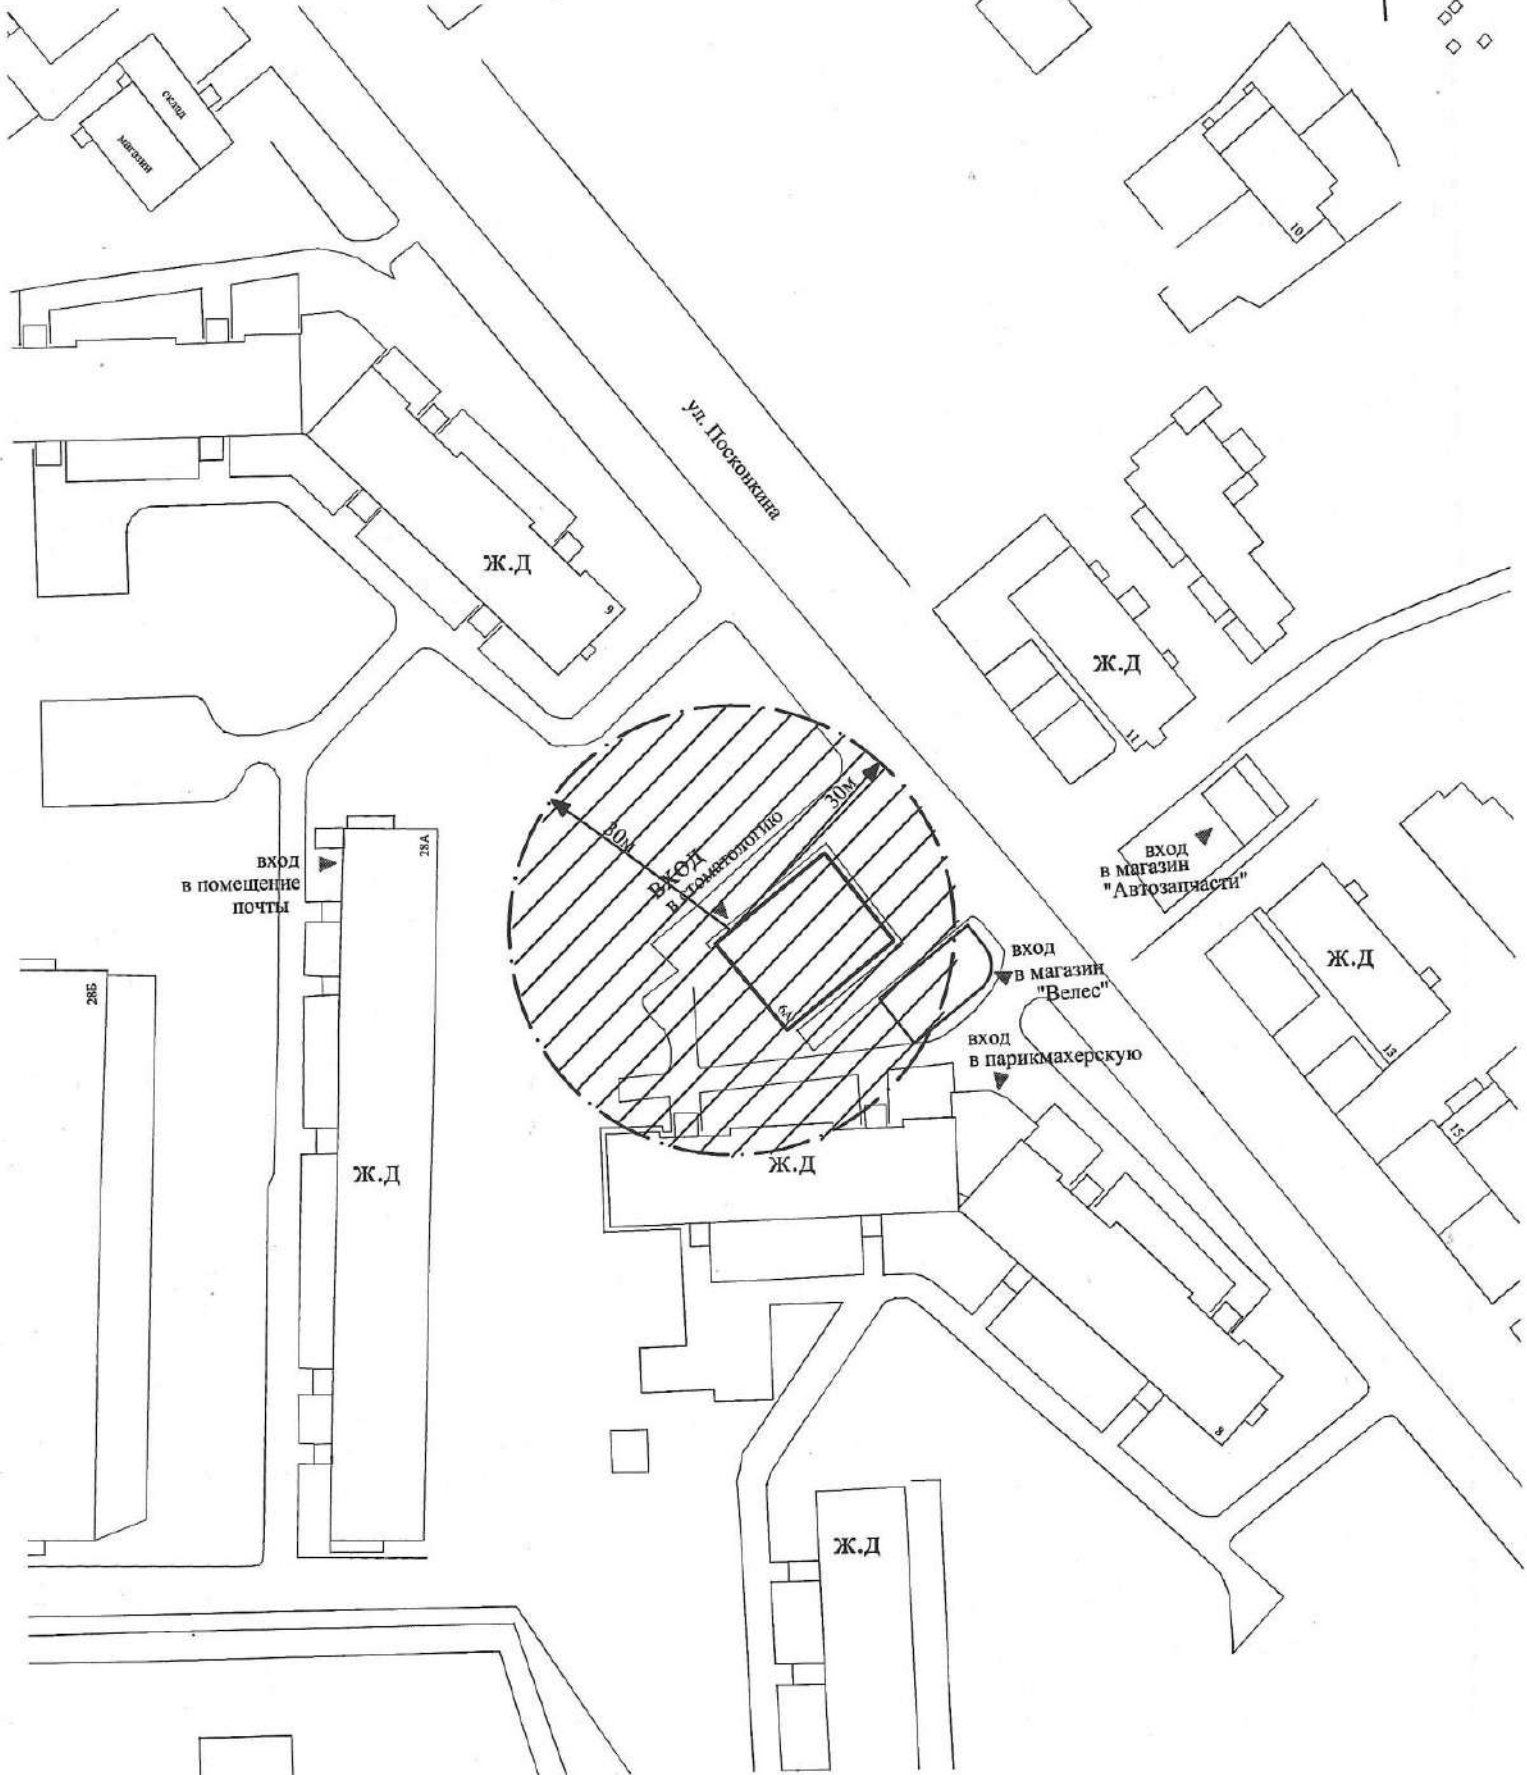 склад
магазин
10
ул. Посконкина
Ж.Д
9
Ж.Д
11
28А
вход
в помещение
почты
30м
30м
ВХОД
в стоматологию
вход
в магазин
"Автозапчасти"
Ж.Д
13
28Б
6А
вход
в магазин
"Велес"
вход
в парикмахерскую
15
Ж.Д
Ж.Д
8
Ж.Д